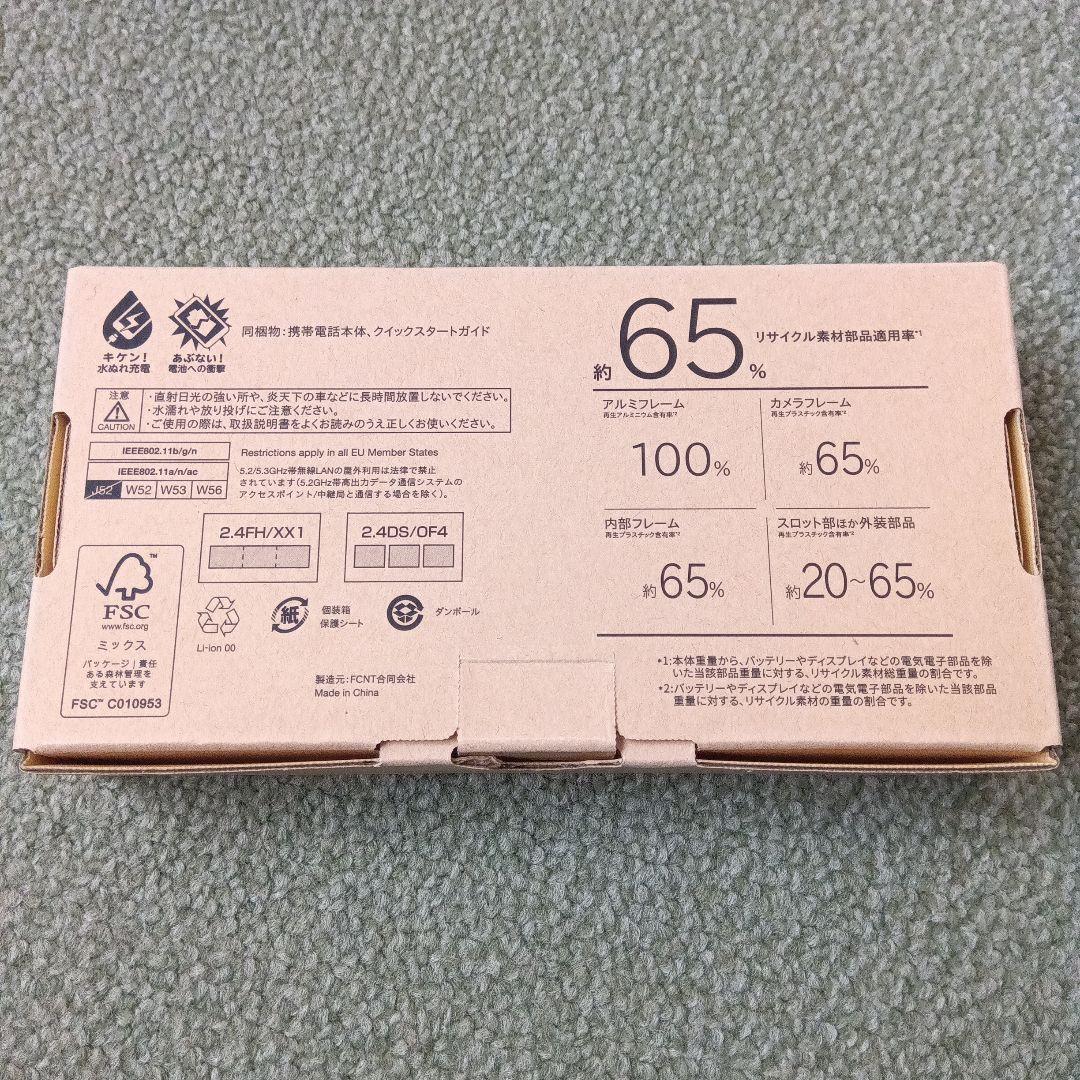 キケン!
水ぬれ充電
あぶない!
電池への衝撃
同梱物:携帯電話本体、クイックスタートガイド
注意
CAUTION
・直射日光の強い所や、炎天下の車などに長時間放置しないでください。
・水濡れや放り投げにご注意ください。
・ご使用の際は、取扱説明書をよくお読みのうえ正しくお使いください。
IEEE802.11b/g/n
IEEE802.11a/n/ac
J52 W52 W53 W56
Restrictions apply in all EU Member States
5.2/5.3GHz帯無線LANの屋外利用は法律で禁止
されています(5.2GHz帯高出力データ通信システムの
アクセスポイント/中継局と通信する場合を除く)。
2.4FH/XX1
2.4DS/OF4
FSC™
www.fsc.org
ミックス
パッケージ|責任
ある森林管理を
支えています
FSC™ C010953
Li-ion 00
紙
個装箱
保護シート
ダンボール
製造元:FCNT合同会社
Made in China
約65%
リサイクル素材部品適用率*1
アルミフレーム
再生アルミニウム含有率*2
100%
カメラフレーム
再生プラスチック含有率*2
約65%
内部フレーム
再生プラスチック含有率*2
約65%
スロット部ほか外装部品
再生プラスチック含有率*2
約20~65%
*1:本体重量から、バッテリーやディスプレイなどの電気電子部品を除
いた当該部品重量に対する、リサイクル素材総重量の割合です。
*2:バッテリーやディスプレイなどの電気電子部品を除いた当該部品
重量に対する、リサイクル素材の重量の割合です。